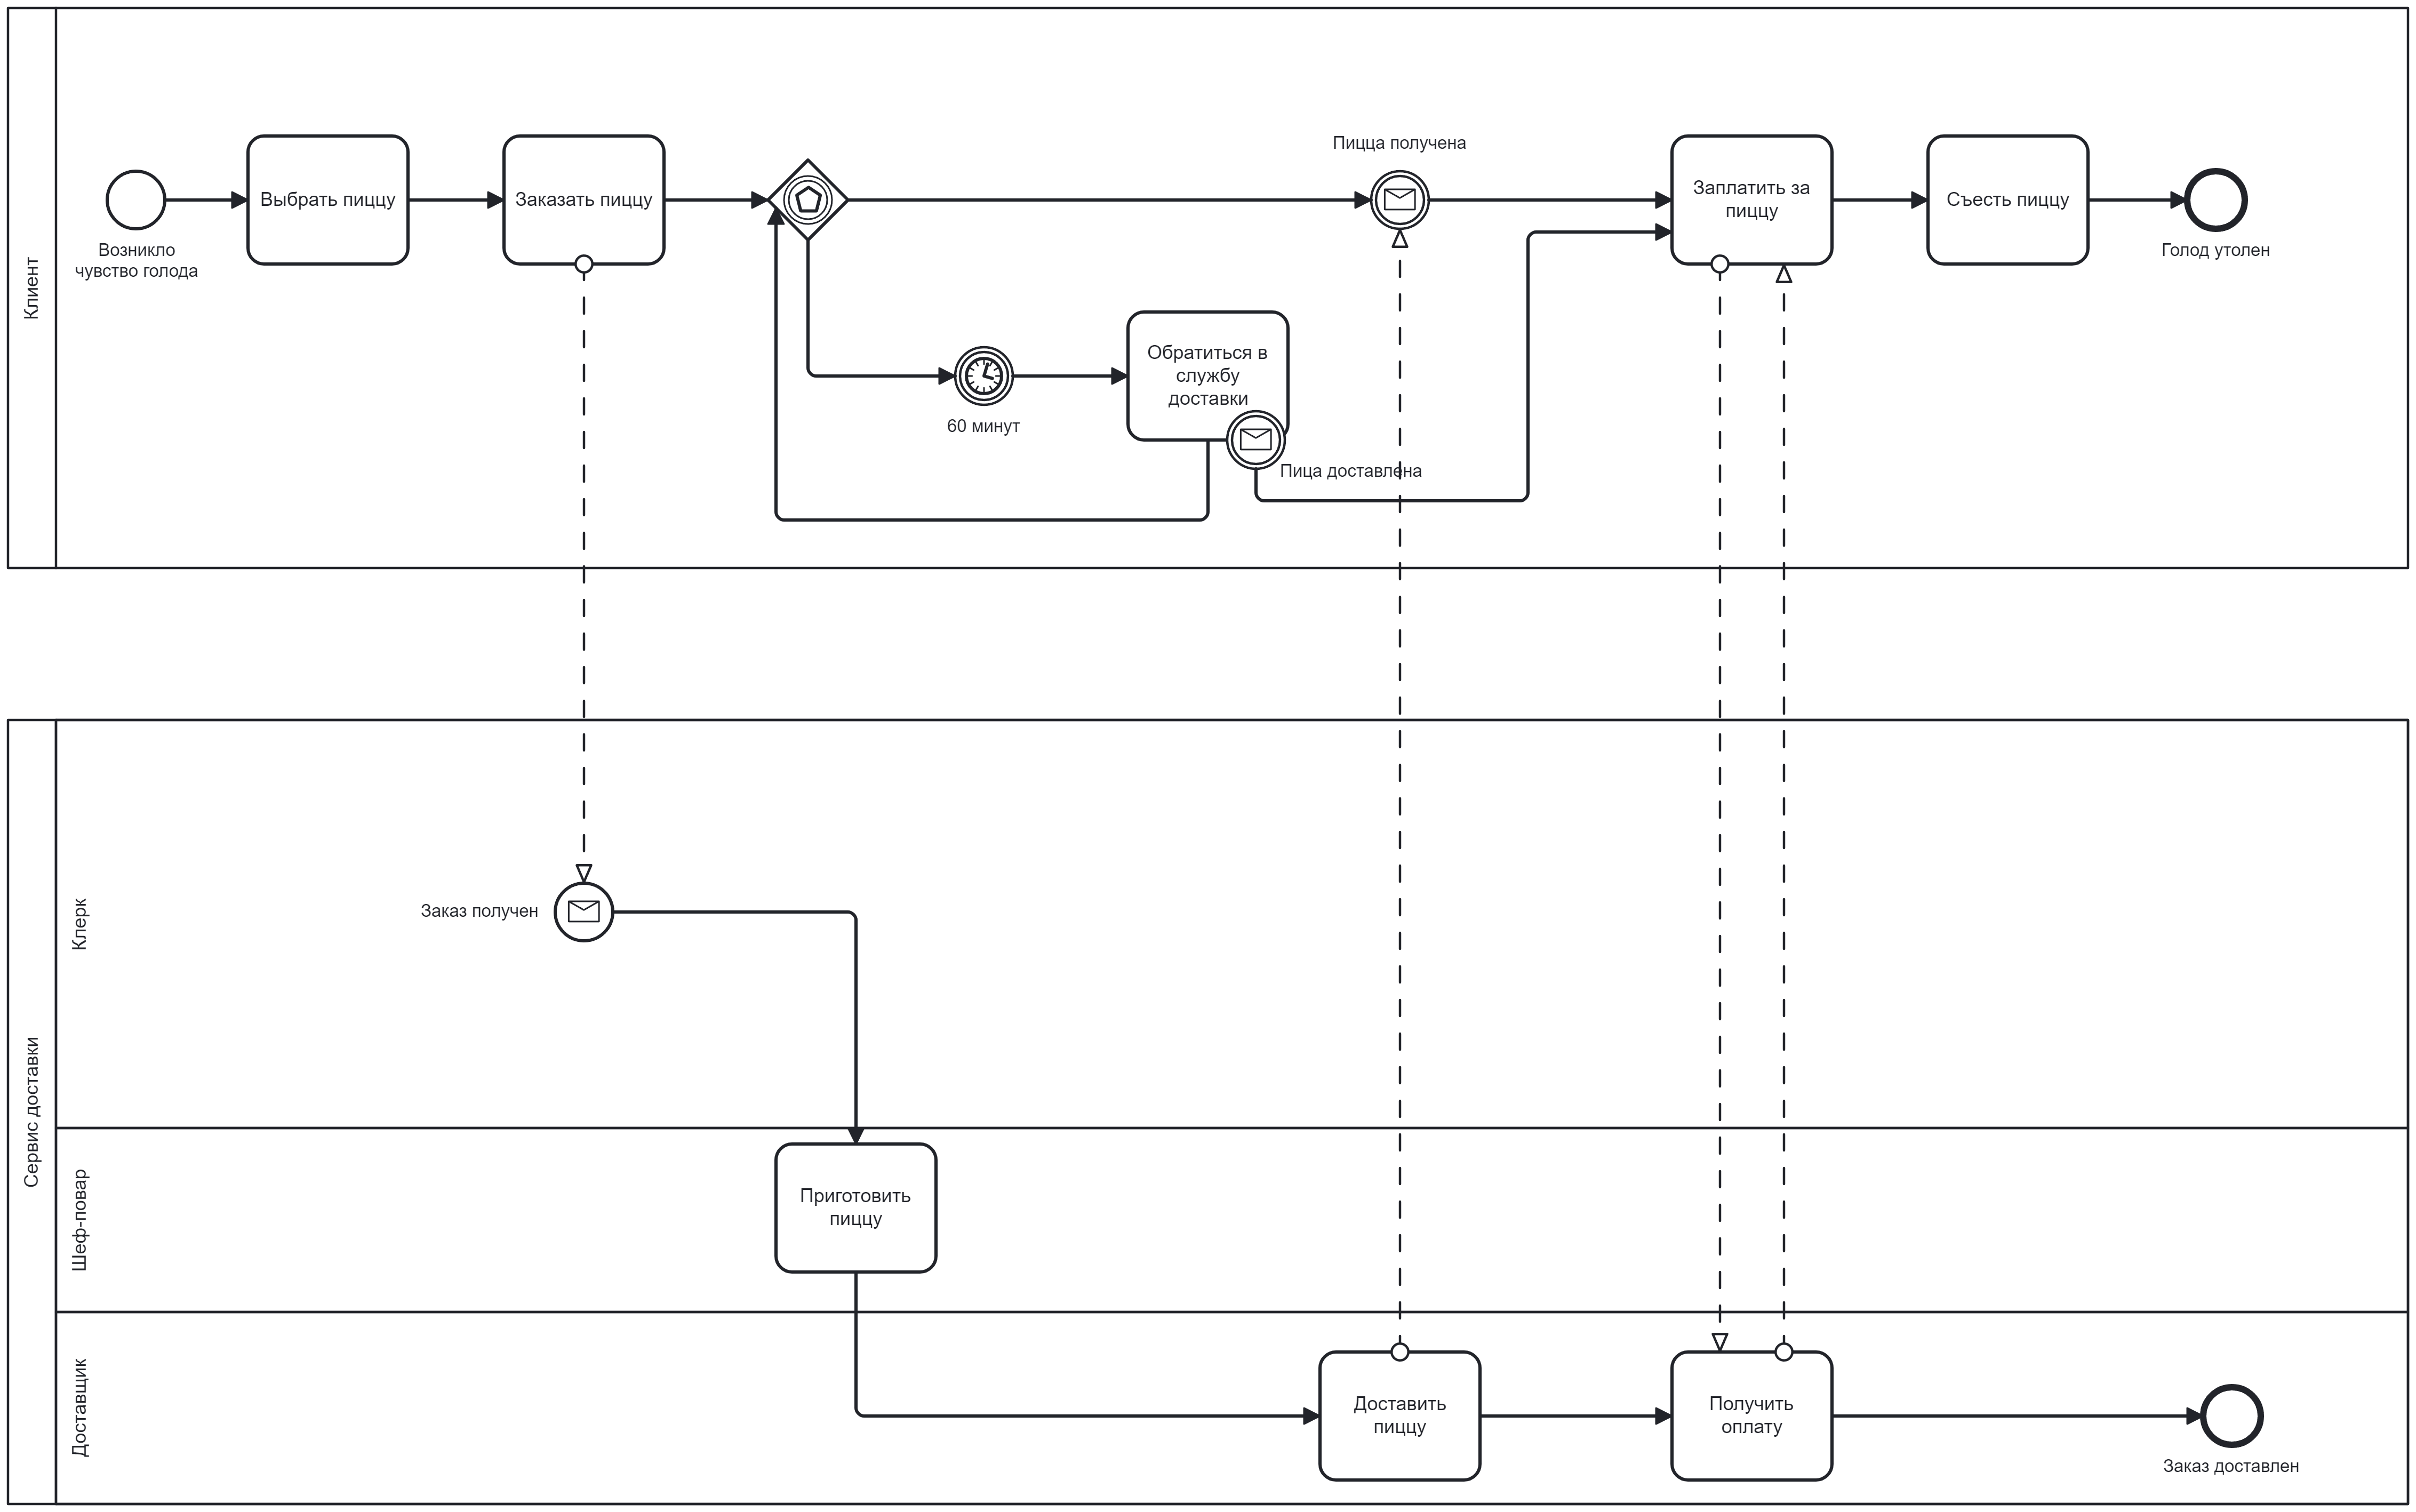 Клиент
Возникло
чувство голода
Выбрать пиццу
Заказать пиццу
60 минут
Обратиться в
службу
доставки
Пица доставлена
Пицца получена
Заплатить за
пиццу
Съесть пиццу
Голод утолен
Сервис доставки
Клерк
Заказ получен
Шеф-повар
Приготовить
пиццу
Доставщик
Доставить
пиццу
Получить
оплату
Заказ доставлен